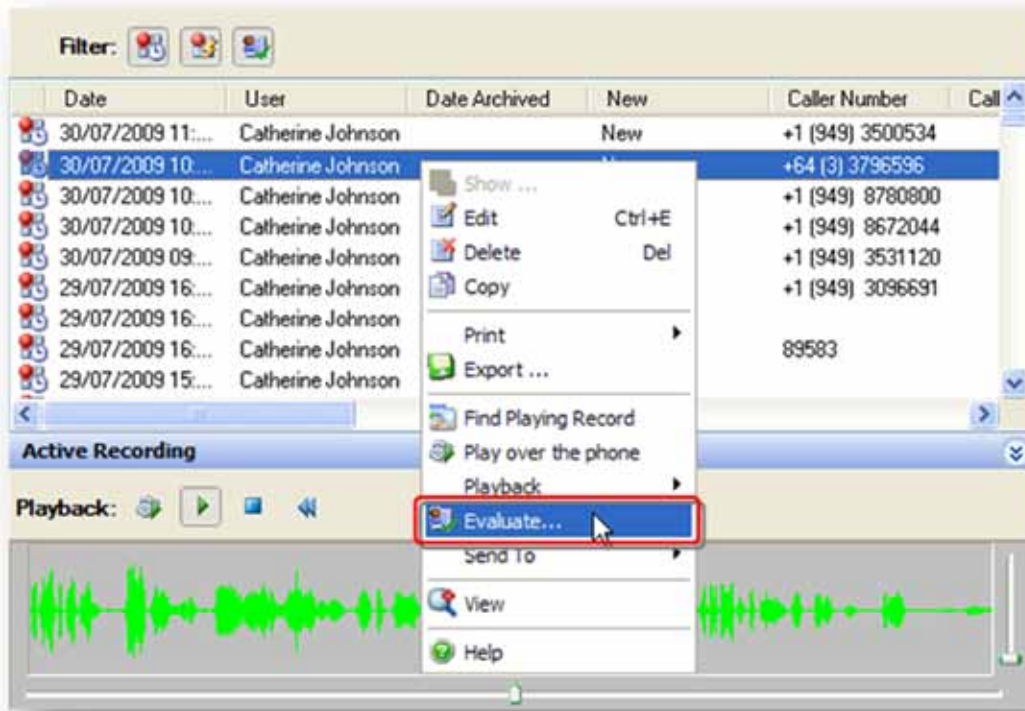 Filter:
Date User Date Archived New Caller Number Call
30/07/2009 11:... Catherine Johnson New +1 (949) 3500534
30/07/2009 10:... Catherine Johnson +64 (3) 3796596
30/07/2009 10:... Catherine Johnson +1 (949) 8780800
30/07/2009 10:... Catherine Johnson +1 (949) 8672044
30/07/2009 09:... Catherine Johnson +1 (949) 3531120
29/07/2009 16:... Catherine Johnson +1 (949) 3096691
29/07/2009 16:... Catherine Johnson
29/07/2009 16:... Catherine Johnson 89583
29/07/2009 15:... Catherine Johnson
Show ...
Edit Ctrl+E
Delete Del
Copy
Print
Export ...
Find Playing Record
Play over the phone
Playback
Evaluate...
Send To
View
Help
Active Recording
Playback: